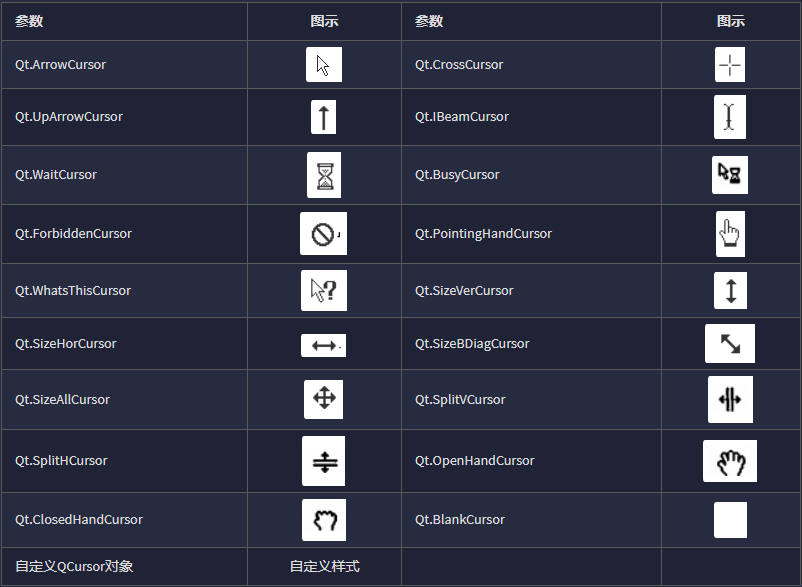 参数 图示 参数 图示
Qt.ArrowCursor Qt.CrossCursor
Qt.UpArrowCursor Qt.IBeamCursor
Qt.WaitCursor Qt.BusyCursor
Qt.ForbiddenCursor Qt.PointingHandCursor
Qt.WhatsThisCursor Qt.SizeVerCursor
Qt.SizeHorCursor Qt.SizeBDiagCursor
Qt.SizeAllCursor Qt.SplitVCursor
Qt.SplitHCursor Qt.OpenHandCursor
Qt.ClosedHandCursor Qt.BlankCursor
自定义QCursor对象 自定义样式